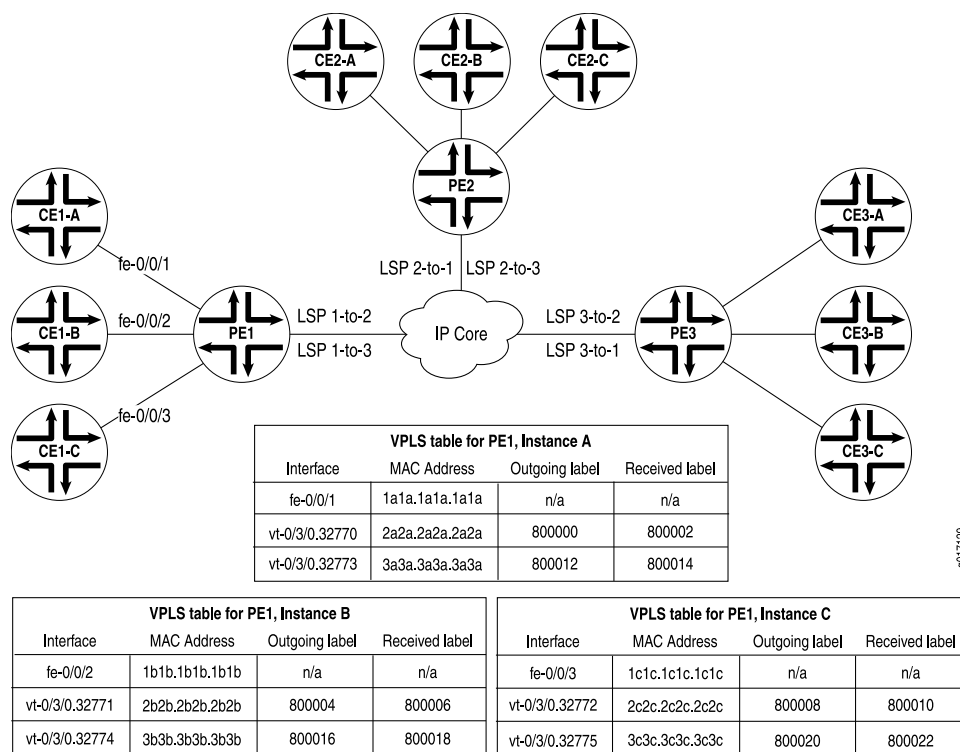 CE2-A
CE2-B
CE2-C
PE2
CE1-A
CE3-A
fe-0/0/1
LSP 2-to-1
LSP 2-to-3
CE1-B
fe-0/0/2
PE1
LSP 1-to-2
LSP 1-to-3
IP Core
LSP 3-to-2
LSP 3-to-1
PE3
CE3-B
fe-0/0/3
CE1-C
CE3-C
VPLS table for PE1, Instance A
Interface MAC Address Outgoing label Received label
fe-0/0/1 1a1a.1a1a.1a1a n/a n/a
vt-0/3/0.32770 2a2a.2a2a.2a2a 800000 800002
vt-0/3/0.32773 3a3a.3a3a.3a3a 800012 800014
VPLS table for PE1, Instance B
Interface MAC Address Outgoing label Received label
fe-0/0/2 1b1b.1b1b.1b1b n/a n/a
vt-0/3/0.32771 2b2b.2b2b.2b2b 800004 800006
vt-0/3/0.32774 3b3b.3b3b.3b3b 800016 800018
VPLS table for PE1, Instance C
Interface MAC Address Outgoing label Received label
fe-0/0/3 1c1c.1c1c.1c1c n/a n/a
vt-0/3/0.32772 2c2c.2c2c.2c2c 800008 800010
vt-0/3/0.32775 3c3c.3c3c.3c3c 800020 800022